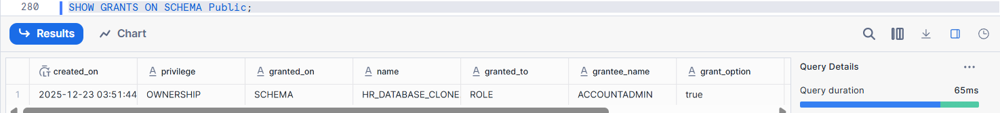 280 SHOW GRANTS ON SCHEMA Public;
Results Chart
created_on privilege granted_on name granted_to grantee_name grant_option Query Details ...
1 2025-12-23 03:51:44 OWNERSHIP SCHEMA HR_DATABASE_CLONE ROLE ACCOUNTADMIN true Query duration 65ms